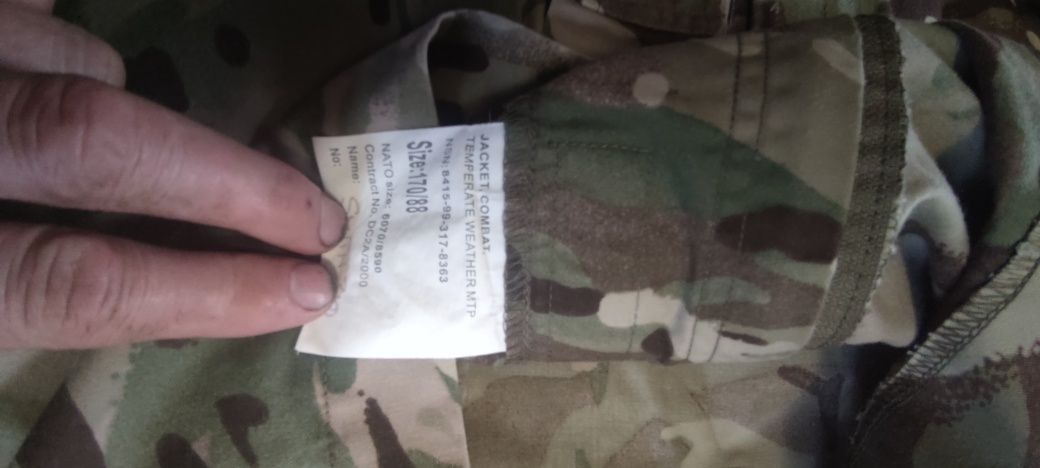 JACKET, COMBAT
TEMPERATE WEATHER MTP
NSN: 8415-99-317-8363
Size:170/88
NATO size: 6070/8590
Contract No. DC2A/2000
Name:
No: